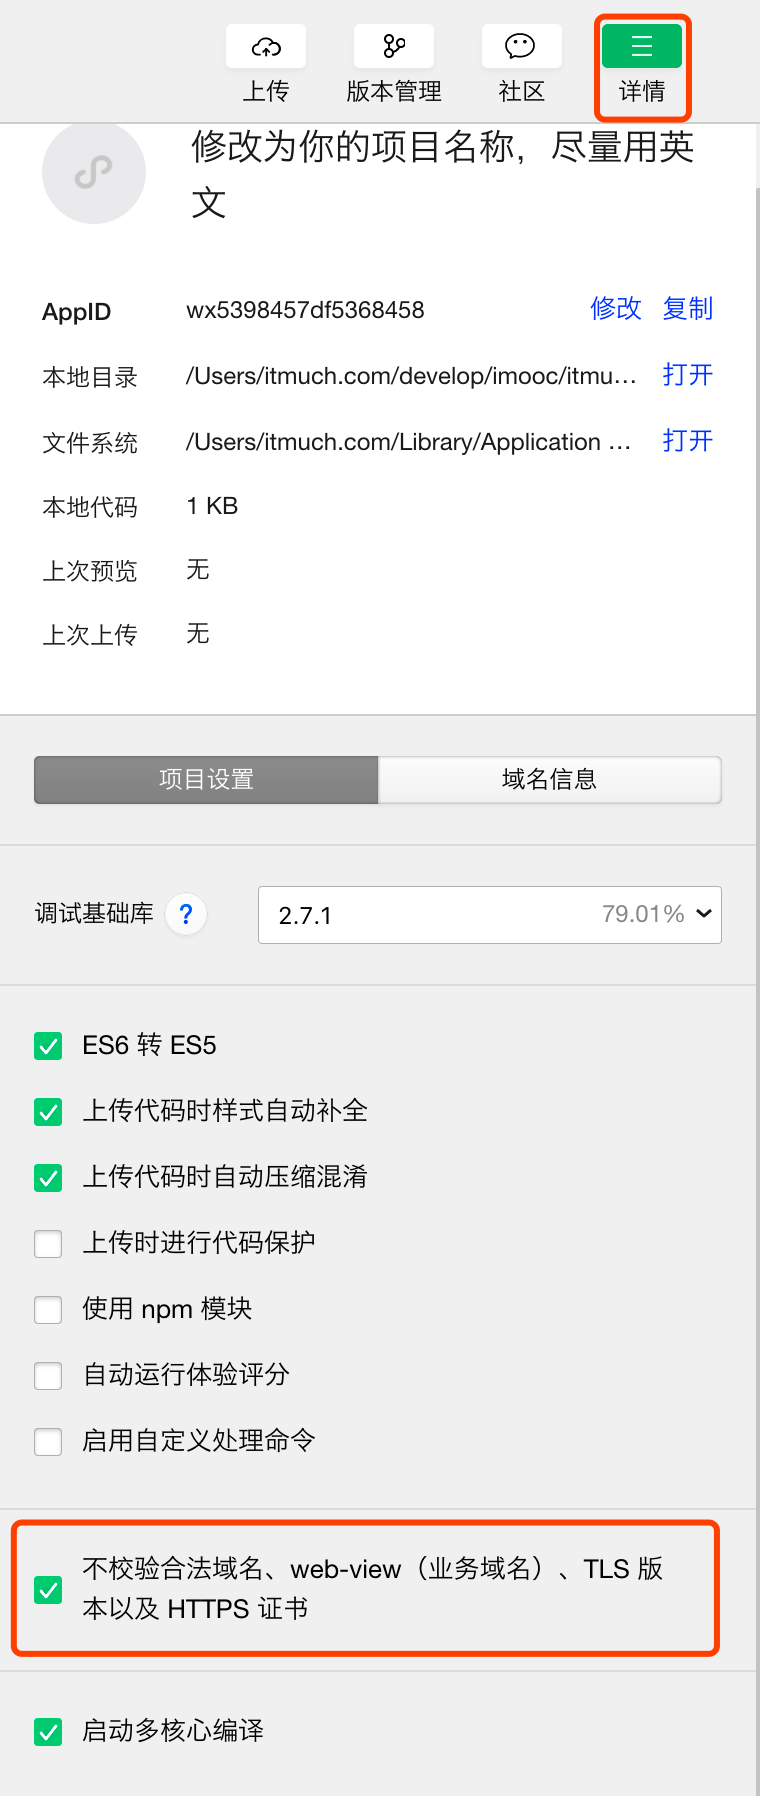 上传 版本管理 社区 详情
修改为你的项目名称，尽量用英
文
AppID wx5398457df5368458 修改 复制
本地目录 /Users/itmuch.com/develop/imooc/itmu... 打开
文件系统 /Users/itmuch.com/Library/Application ... 打开
本地代码 1 KB
上次预览 无
上次上传 无
项目设置 域名信息
调试基础库 ? 2.7.1 79.01%
ES6 转 ES5
上传代码时样式自动补全
上传代码时自动压缩混淆
上传时进行代码保护
使用 npm 模块
自动运行体验评分
启用自定义处理命令
不校验合法域名、web-view（业务域名）、TLS 版
本以及 HTTPS 证书
启动多核心编译